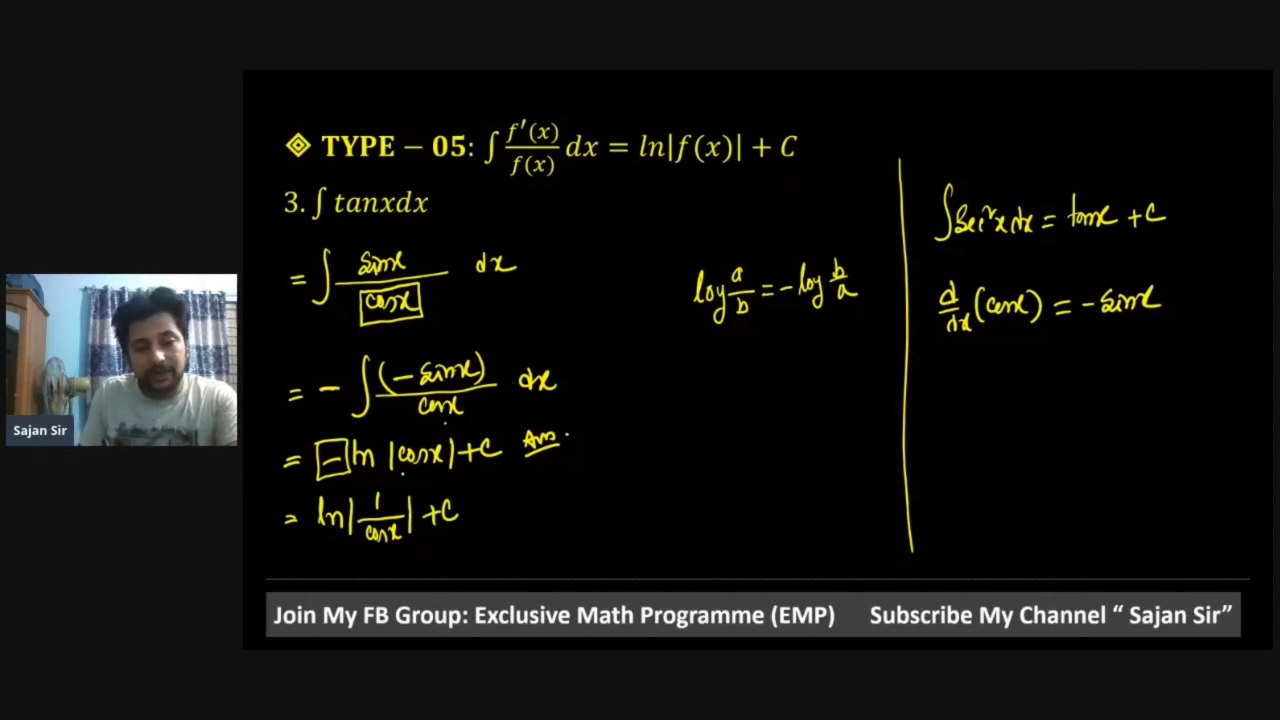 TYPE – 05: ∫ f′(x)/f(x) dx = ln|f(x)| + C
3. ∫ tanxdx
= ∫ sinx/cosx dx
= – ∫ (– sinx)/cosx dx
= – ln |cosx| + C Ans.
= ln |1/cosx| + C
log a/b = – log b/a
∫ Sec²x dx = tanx + C
d/dx (cosx) = – sinx
Sajan Sir
Join My FB Group: Exclusive Math Programme (EMP) Subscribe My Channel “ Sajan Sir”